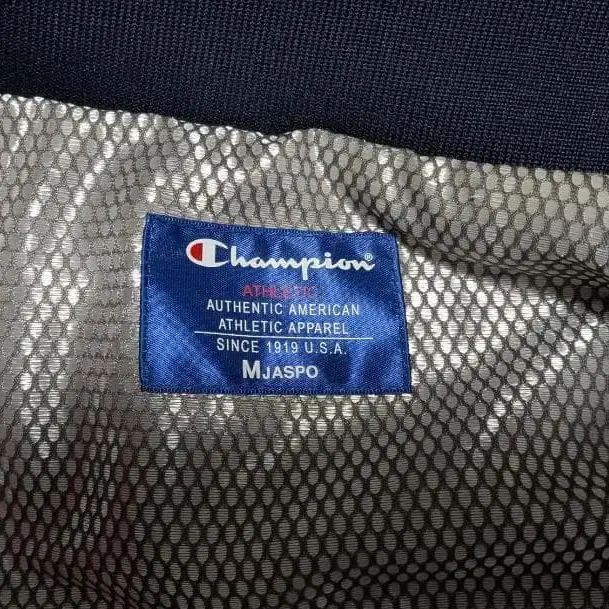 Champion®
ATHLETIC
AUTHENTIC AMERICAN
ATHLETIC APPAREL
SINCE 1919 U.S.A.
M JASPO